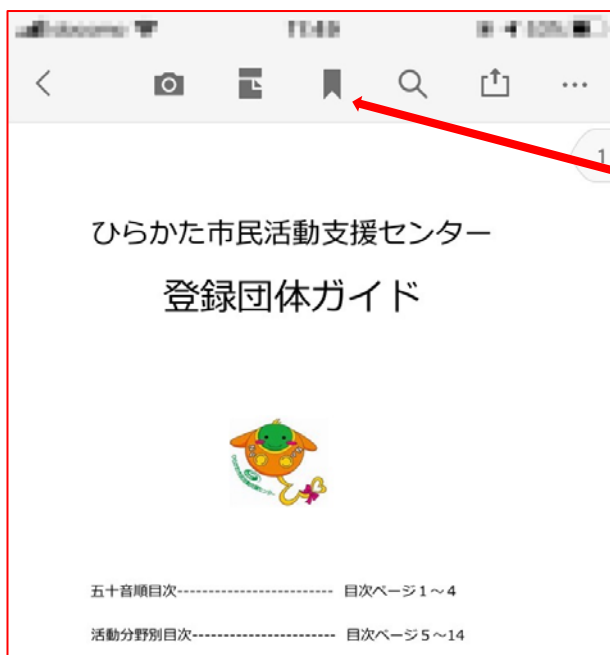 1
ひらかた市民活動支援センター
登録団体ガイド
五十音順目次-------------------------- 目次ページ1～4
活動分野別目次----------------------- 目次ページ5～14